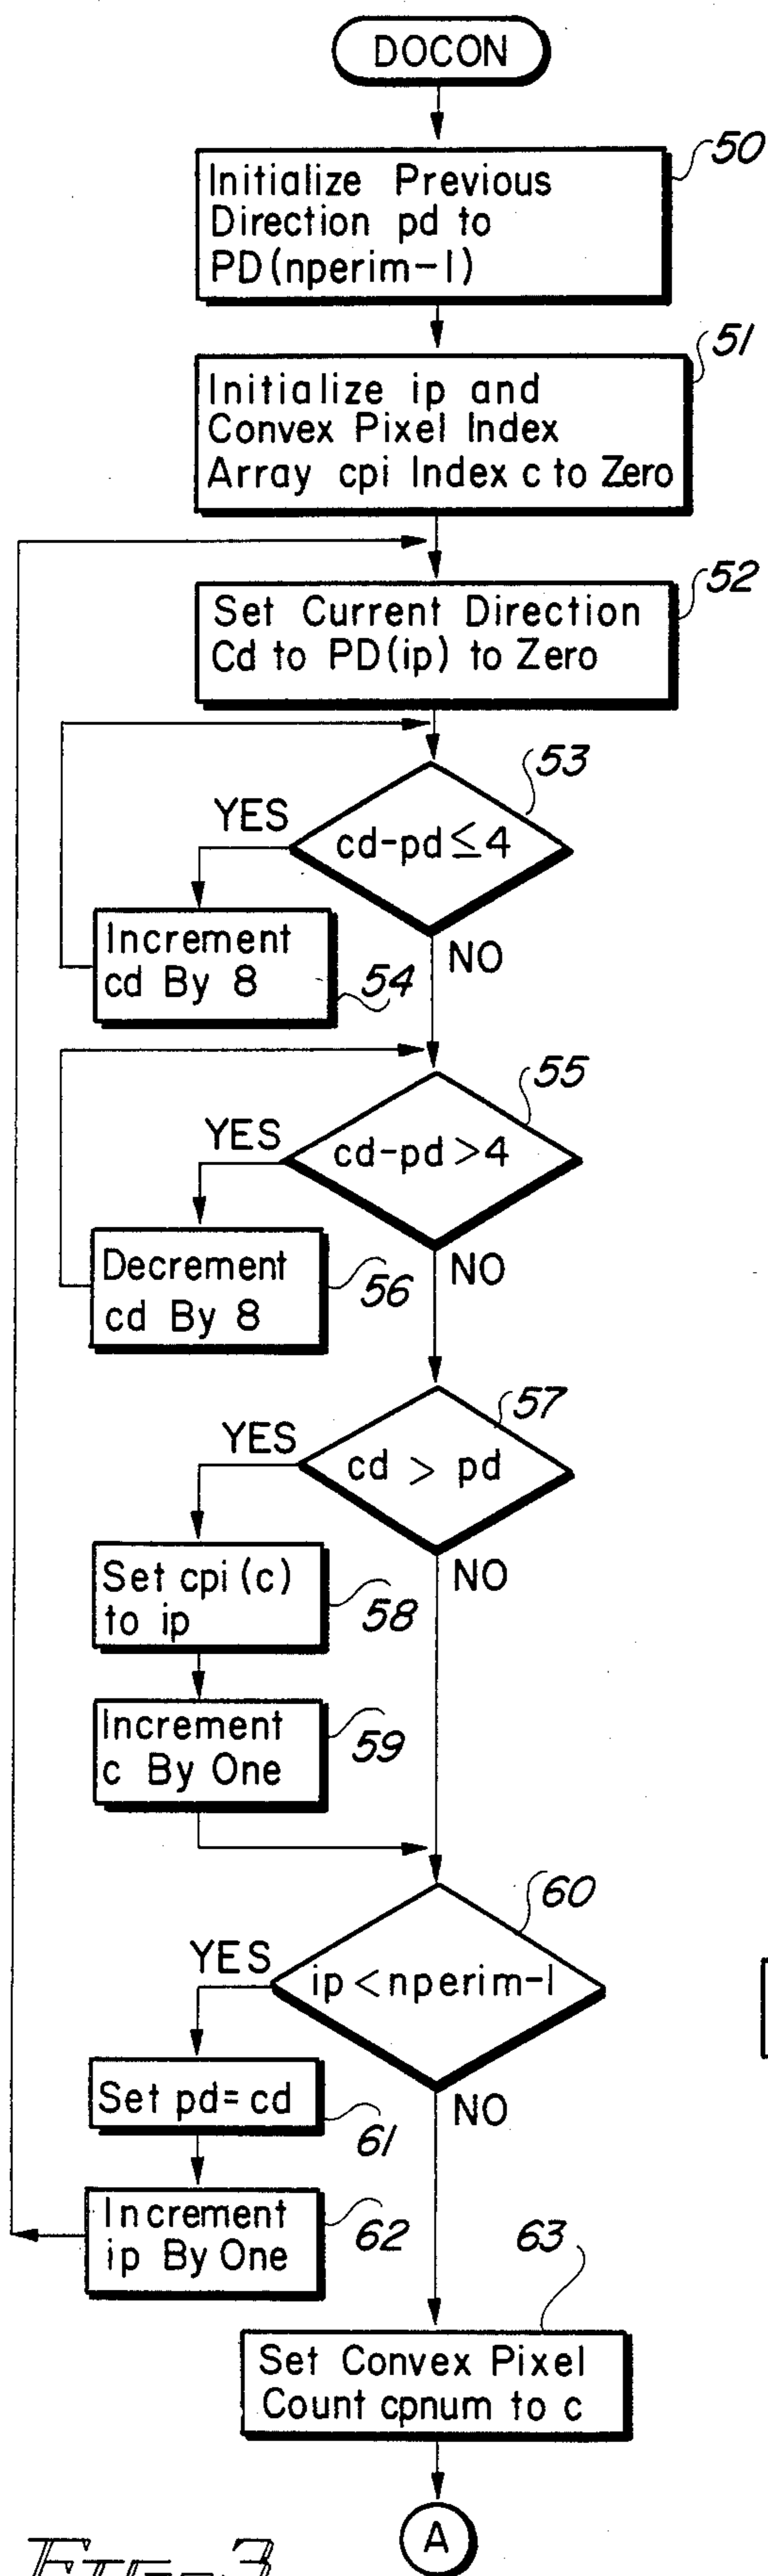 DOCON
50
Initialize Previous
Direction pd to
PD(nperim-1)
51
Initialize ip and
Convex Pixel Index
Array cpi Index c to Zero
52
Set Current Direction
Cd to PD(ip) to Zero
53
YES
cd-pd≤4
Increment
cd By 8
54
NO
55
YES
cd-pd>4
Decrement
cd By 8
56
NO
57
YES
cd > pd
Set cpi(c)
to ip
58
NO
Increment
c By One
59
60
YES
ip<nperim-1
Set pd=cd
61
NO
Increment
ip By One
62
63
Set Convex Pixel
Count cpnum to c
A